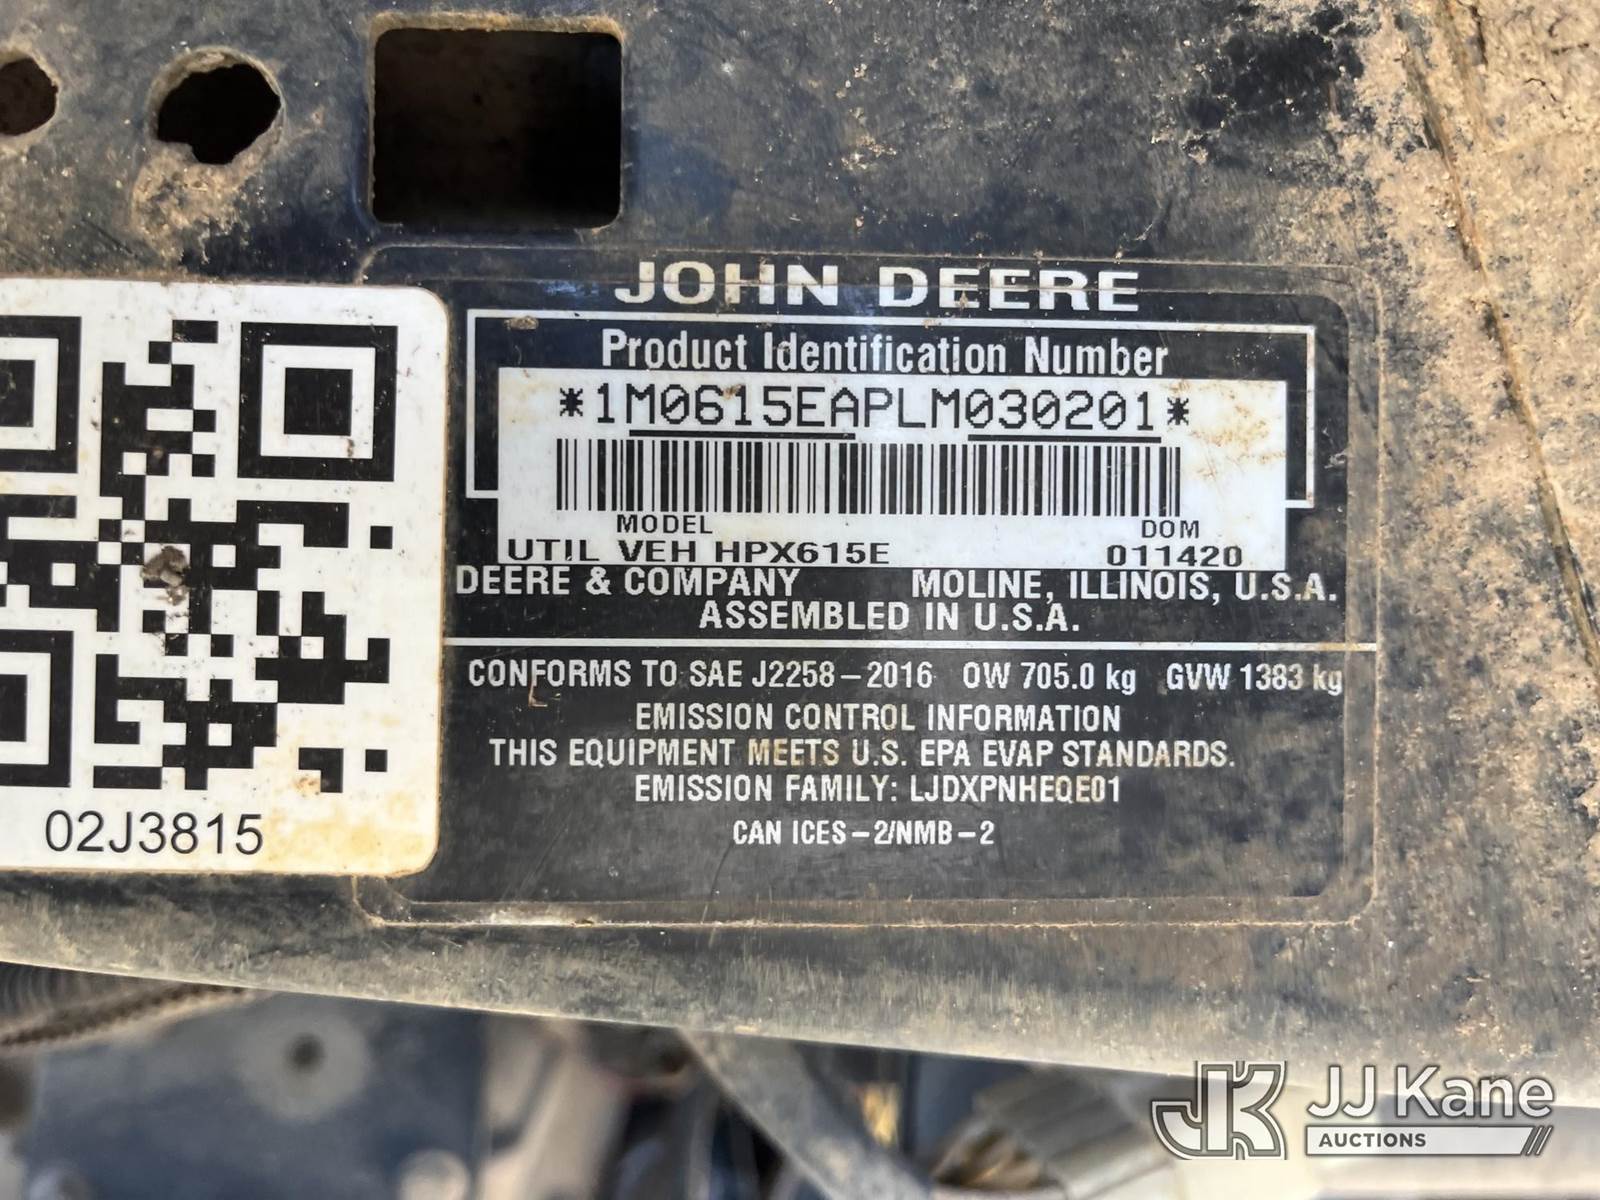 JOHN DEERE
Product Identification Number
*1M0615EAPLM030201*
MODEL DOM
UTIL VEH HPX615E 011420
DEERE & COMPANY MOLINE, ILLINOIS, U.S.A.
ASSEMBLED IN U.S.A.
CONFORMS TO SAE J2258-2016 OW 705.0 kg GVW 1383 kg
EMISSION CONTROL INFORMATION
THIS EQUIPMENT MEETS U.S. EPA EVAP STANDARDS.
EMISSION FAMILY: LJDXPNHEQE01
CAN ICES-2/NMB-2
02J3815
JK JJ Kane
AUCTIONS